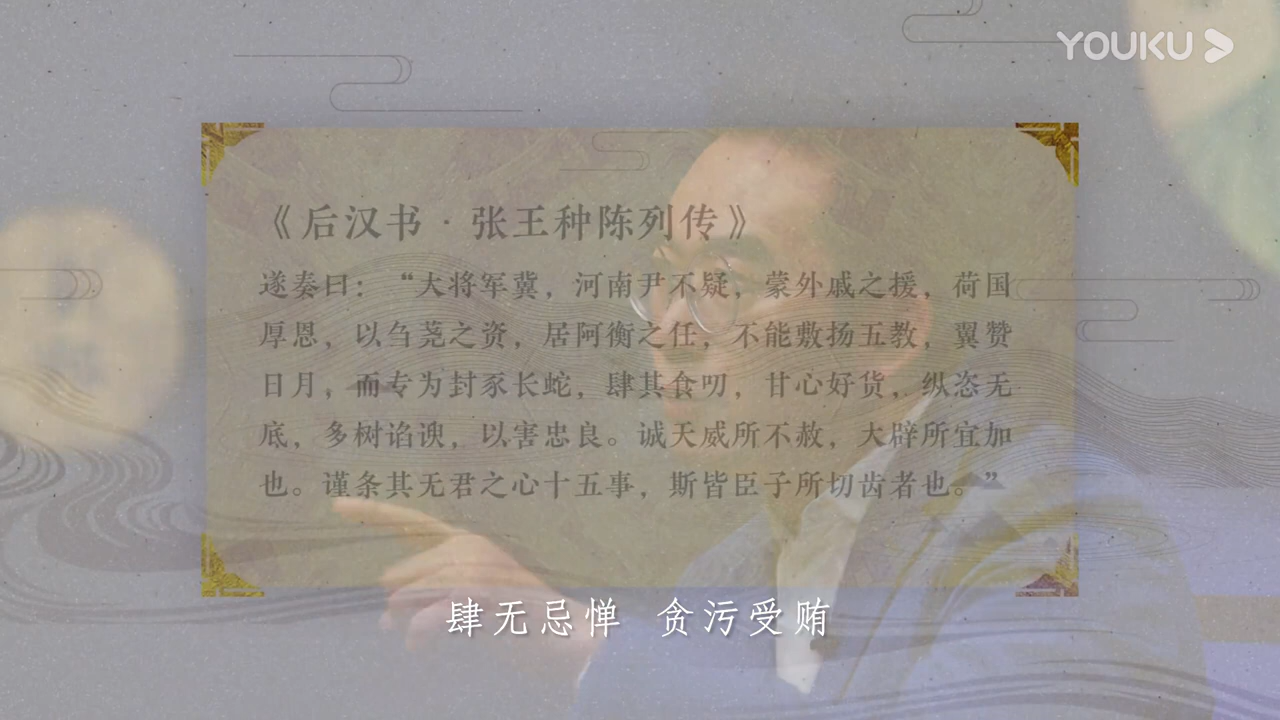 YOUKU
《后汉书·张王种陈列传》
遂奏曰：“大将军冀，河南尹不疑，蒙外戚之援，荷国
厚恩，以刍荛之资，居阿衡之任，不能敷扬五教，翼赞
日月，而专为封豕长蛇，肆其食叨，甘心好货，纵恣无
底，多树谄谀，以害忠良。诚天威所不赦，大辟所宜加
也。谨条其无君之心十五事，斯皆臣子所切齿者也。”
肆无忌惮 贪污受贿